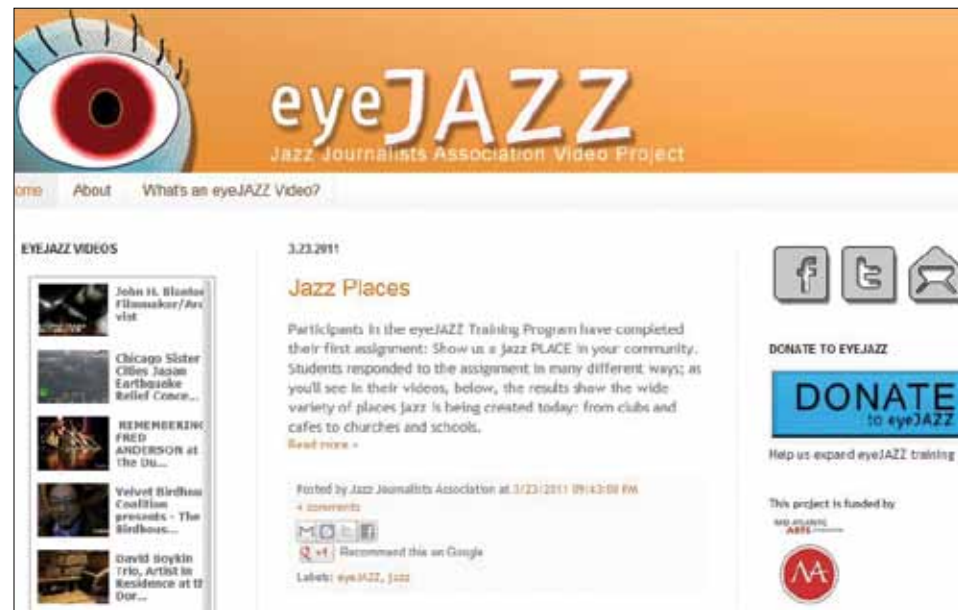 eyeJAZZ
Jazz Journalists Association Video Project
ome About What's an eyeJAZZ Video?
EYEJAZZ VIDEOS
John H. Blanton
Filmmaker/Arc
vist
Chicago Sister
Cities Japan
Earthquake
Relief Conce...
REMEMBERING
FRED
ANDERSON at
The Du...
Velvet Birdhou
Coalition
presents - The
Birdhous...
David Boykin
Trio, Artist in
Residence at th
Dor...
3.23.2011
Jazz Places
Participants in the eyeJAZZ Training Program have completed
their first assignment: Show us a jazz PLACE in your community.
Students responded to the assignment in many different ways; as
you'll see in their videos, below, the results show the wide
variety of places jazz is being created today: from clubs and
cafes to churches and schools.
Read more »
Posted by Jazz Journalists Association at 3/23/2011 09:43:00 PM
4 comments
+1 Recommend this on Google
Labels: eyeJAZZ, jazz
DONATE TO EYEJAZZ
DONATE
to eyeJAZZ
Help us expand eyeJAZZ training
This project is funded by
MID ATLANTIC
ARTS